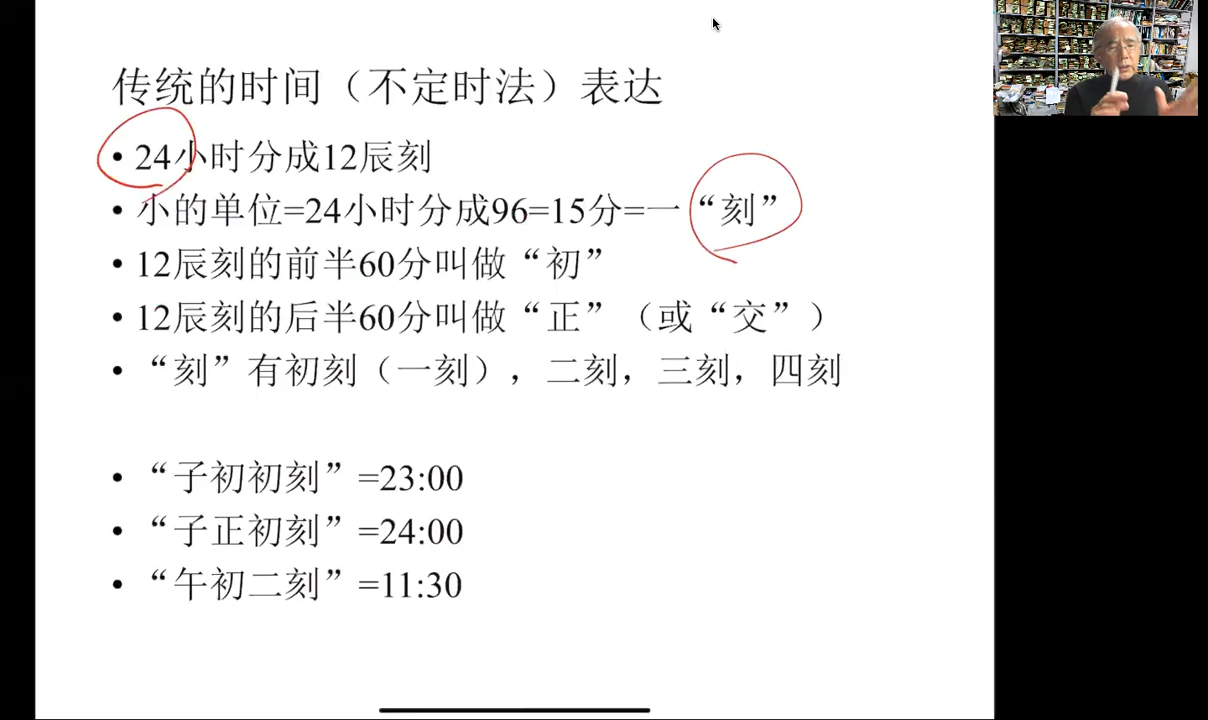 传统的时间（不定时法）表达
• 24小时分成12辰刻
• 小的单位=24小时分成96=15分=一“刻”
• 12辰刻的前半60分叫做“初”
• 12辰刻的后半60分叫做“正”（或“交”）
• “刻”有初刻（一刻），二刻，三刻，四刻
• “子初初刻”=23:00
• “子正初刻”=24:00
• “午初二刻”=11:30